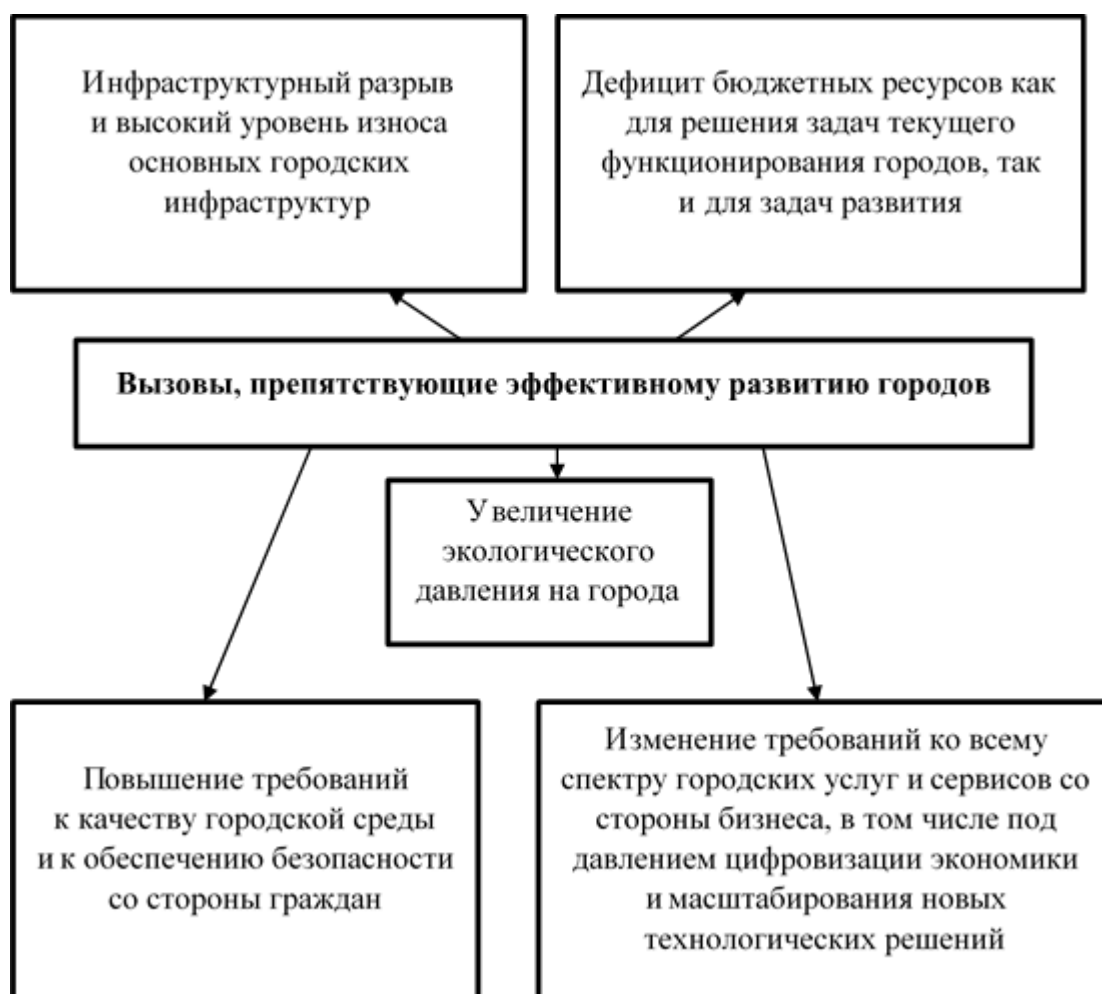 Инфраструктурный разрыв
и высокий уровень износа
основных городских
инфраструктур
Дефицит бюджетных ресурсов как
для решения задач текущего
функционирования городов, так
и для задач развития
Вызовы, препятствующие эффективному развитию городов
Увеличение
экологического
давления на города
Повышение требований
к качеству городской среды
и к обеспечению безопасности
со стороны граждан
Изменение требований ко всему
спектру городских услуг и сервисов со
стороны бизнеса, в том числе под
давлением цифровизации экономики
и масштабирования новых
технологических решений